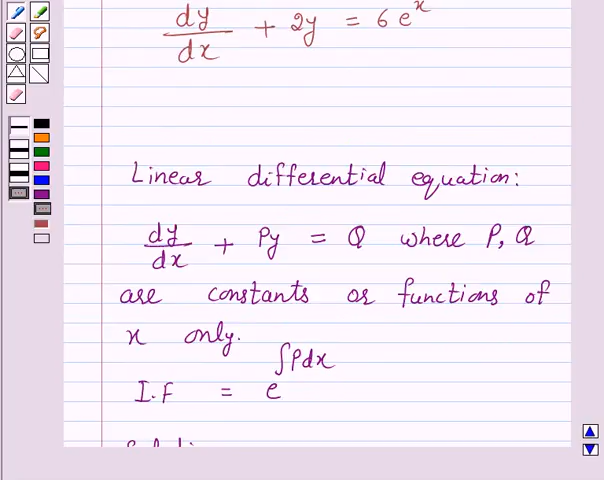 dy/dx + 2y = 6e^x
Linear differential equation:
dy/dx + Py = Q where P, Q
are constants or functions of
x only.
I.F = e^∫Pdx